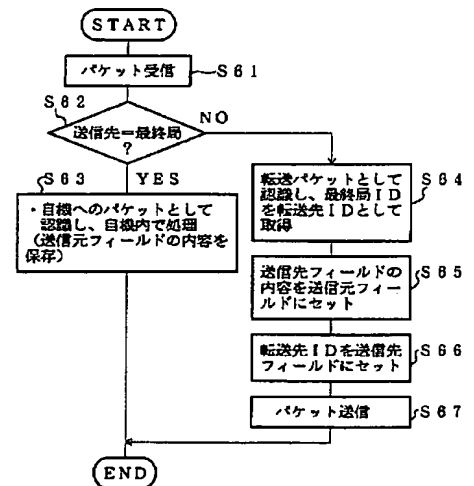 START
パケット受信
S61
S62
送信先=最終局
?
NO
YES
S63
・自機へのパケットとして
認識し、自機内で処理
(送信元フィールドの内容を
保存)
転送パケットとして
認識し、最終局ID
を転送先IDとして
取得
S64
送信先フィールドの
内容を送信元フィー
ルドにセット
S65
転送先IDを送信先
フィールドにセット
S66
パケット送信
S67
END